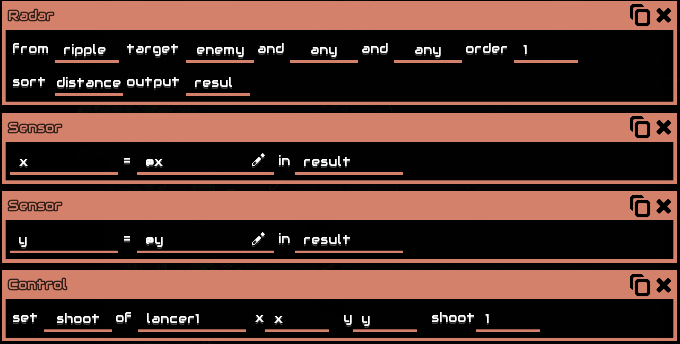 Radar
from ripple target enemy and any and any order 1
sort distance output resul
Sensor
x = @x in result
Sensor
y = @y in result
Control
set shoot of lancer1 x x y y shoot 1